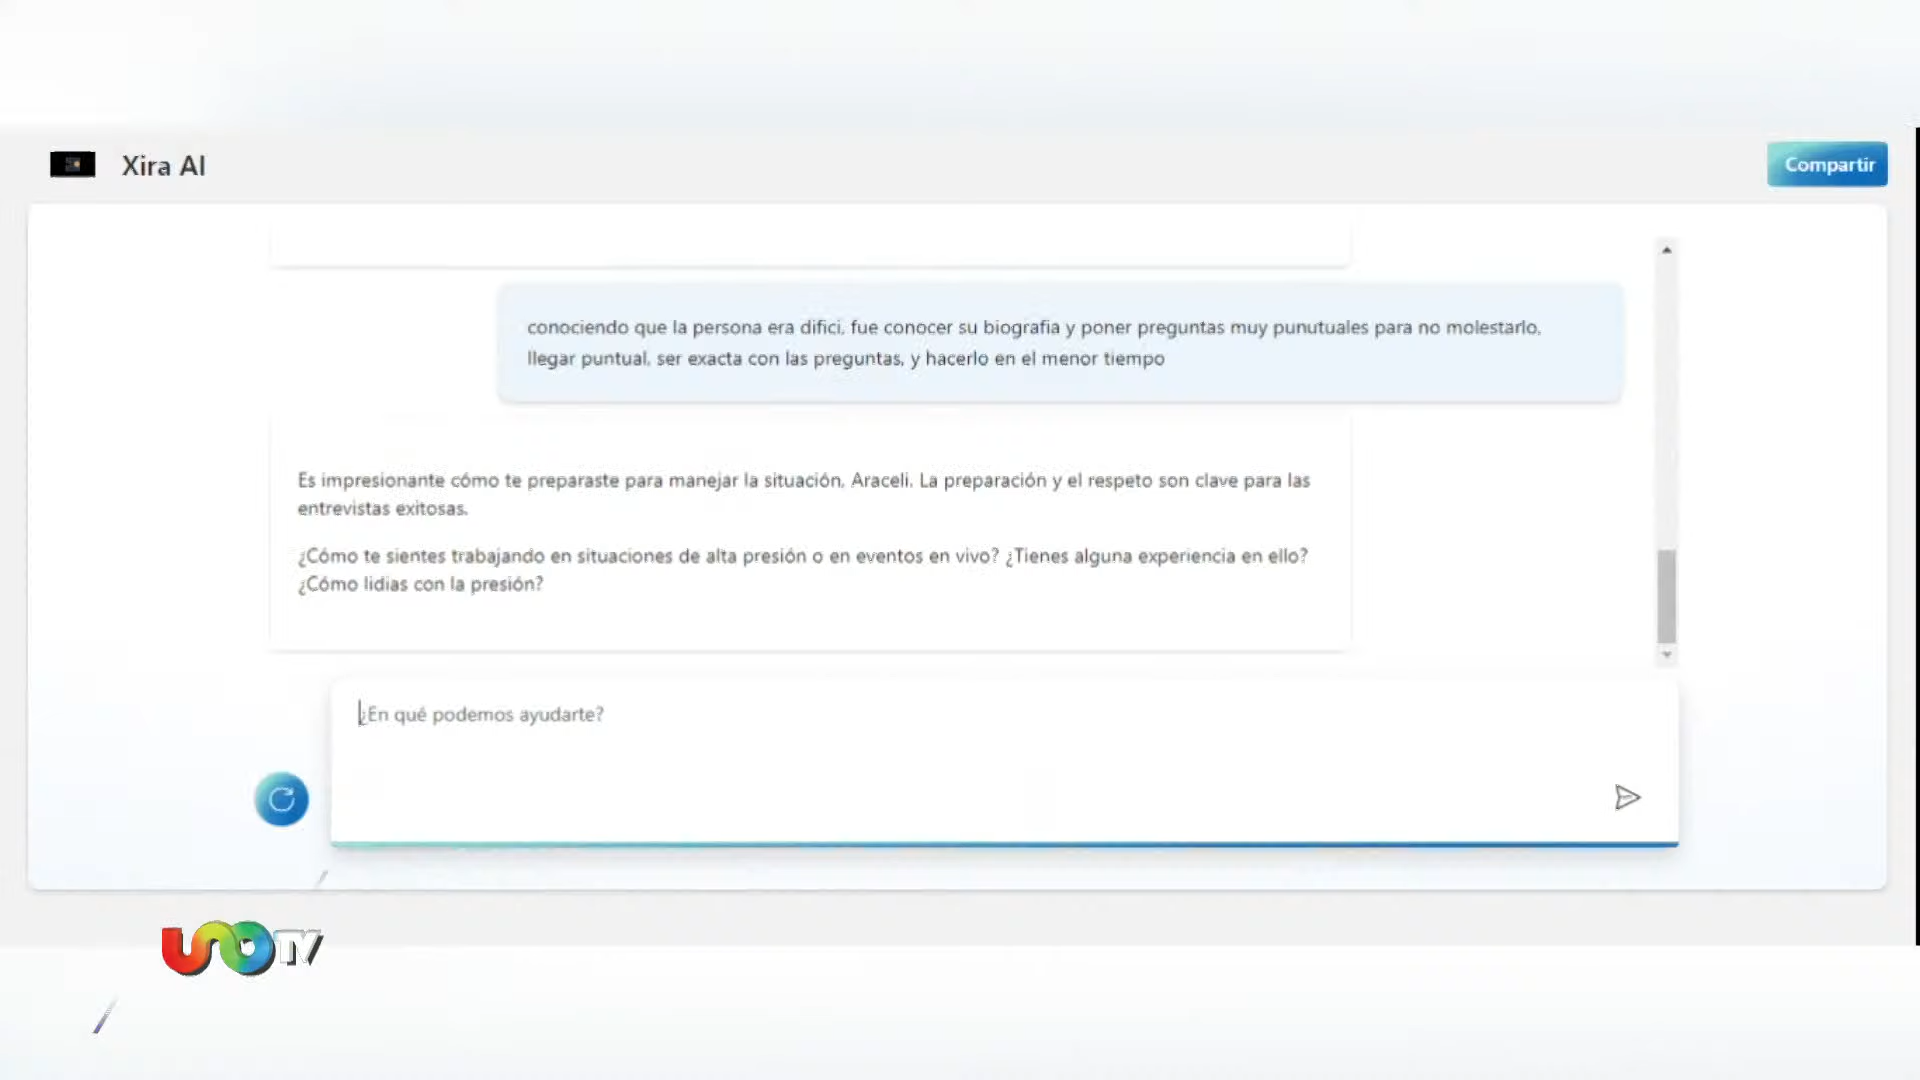 Xira AI
Compartir
conociendo que la persona era difici, fue conocer su biografia y poner preguntas muy punutuales para no molestarlo,
llegar puntual, ser exacta con las preguntas, y hacerlo en el menor tiempo
Es impresionante cómo te preparaste para manejar la situación, Araceli. La preparación y el respeto son clave para las
entrevistas exitosas.
¿Cómo te sientes trabajando en situaciones de alta presión o en eventos en vivo? ¿Tienes alguna experiencia en ello?
¿Cómo lidias con la presión?
¿En qué podemos ayudarte?
UNO TV